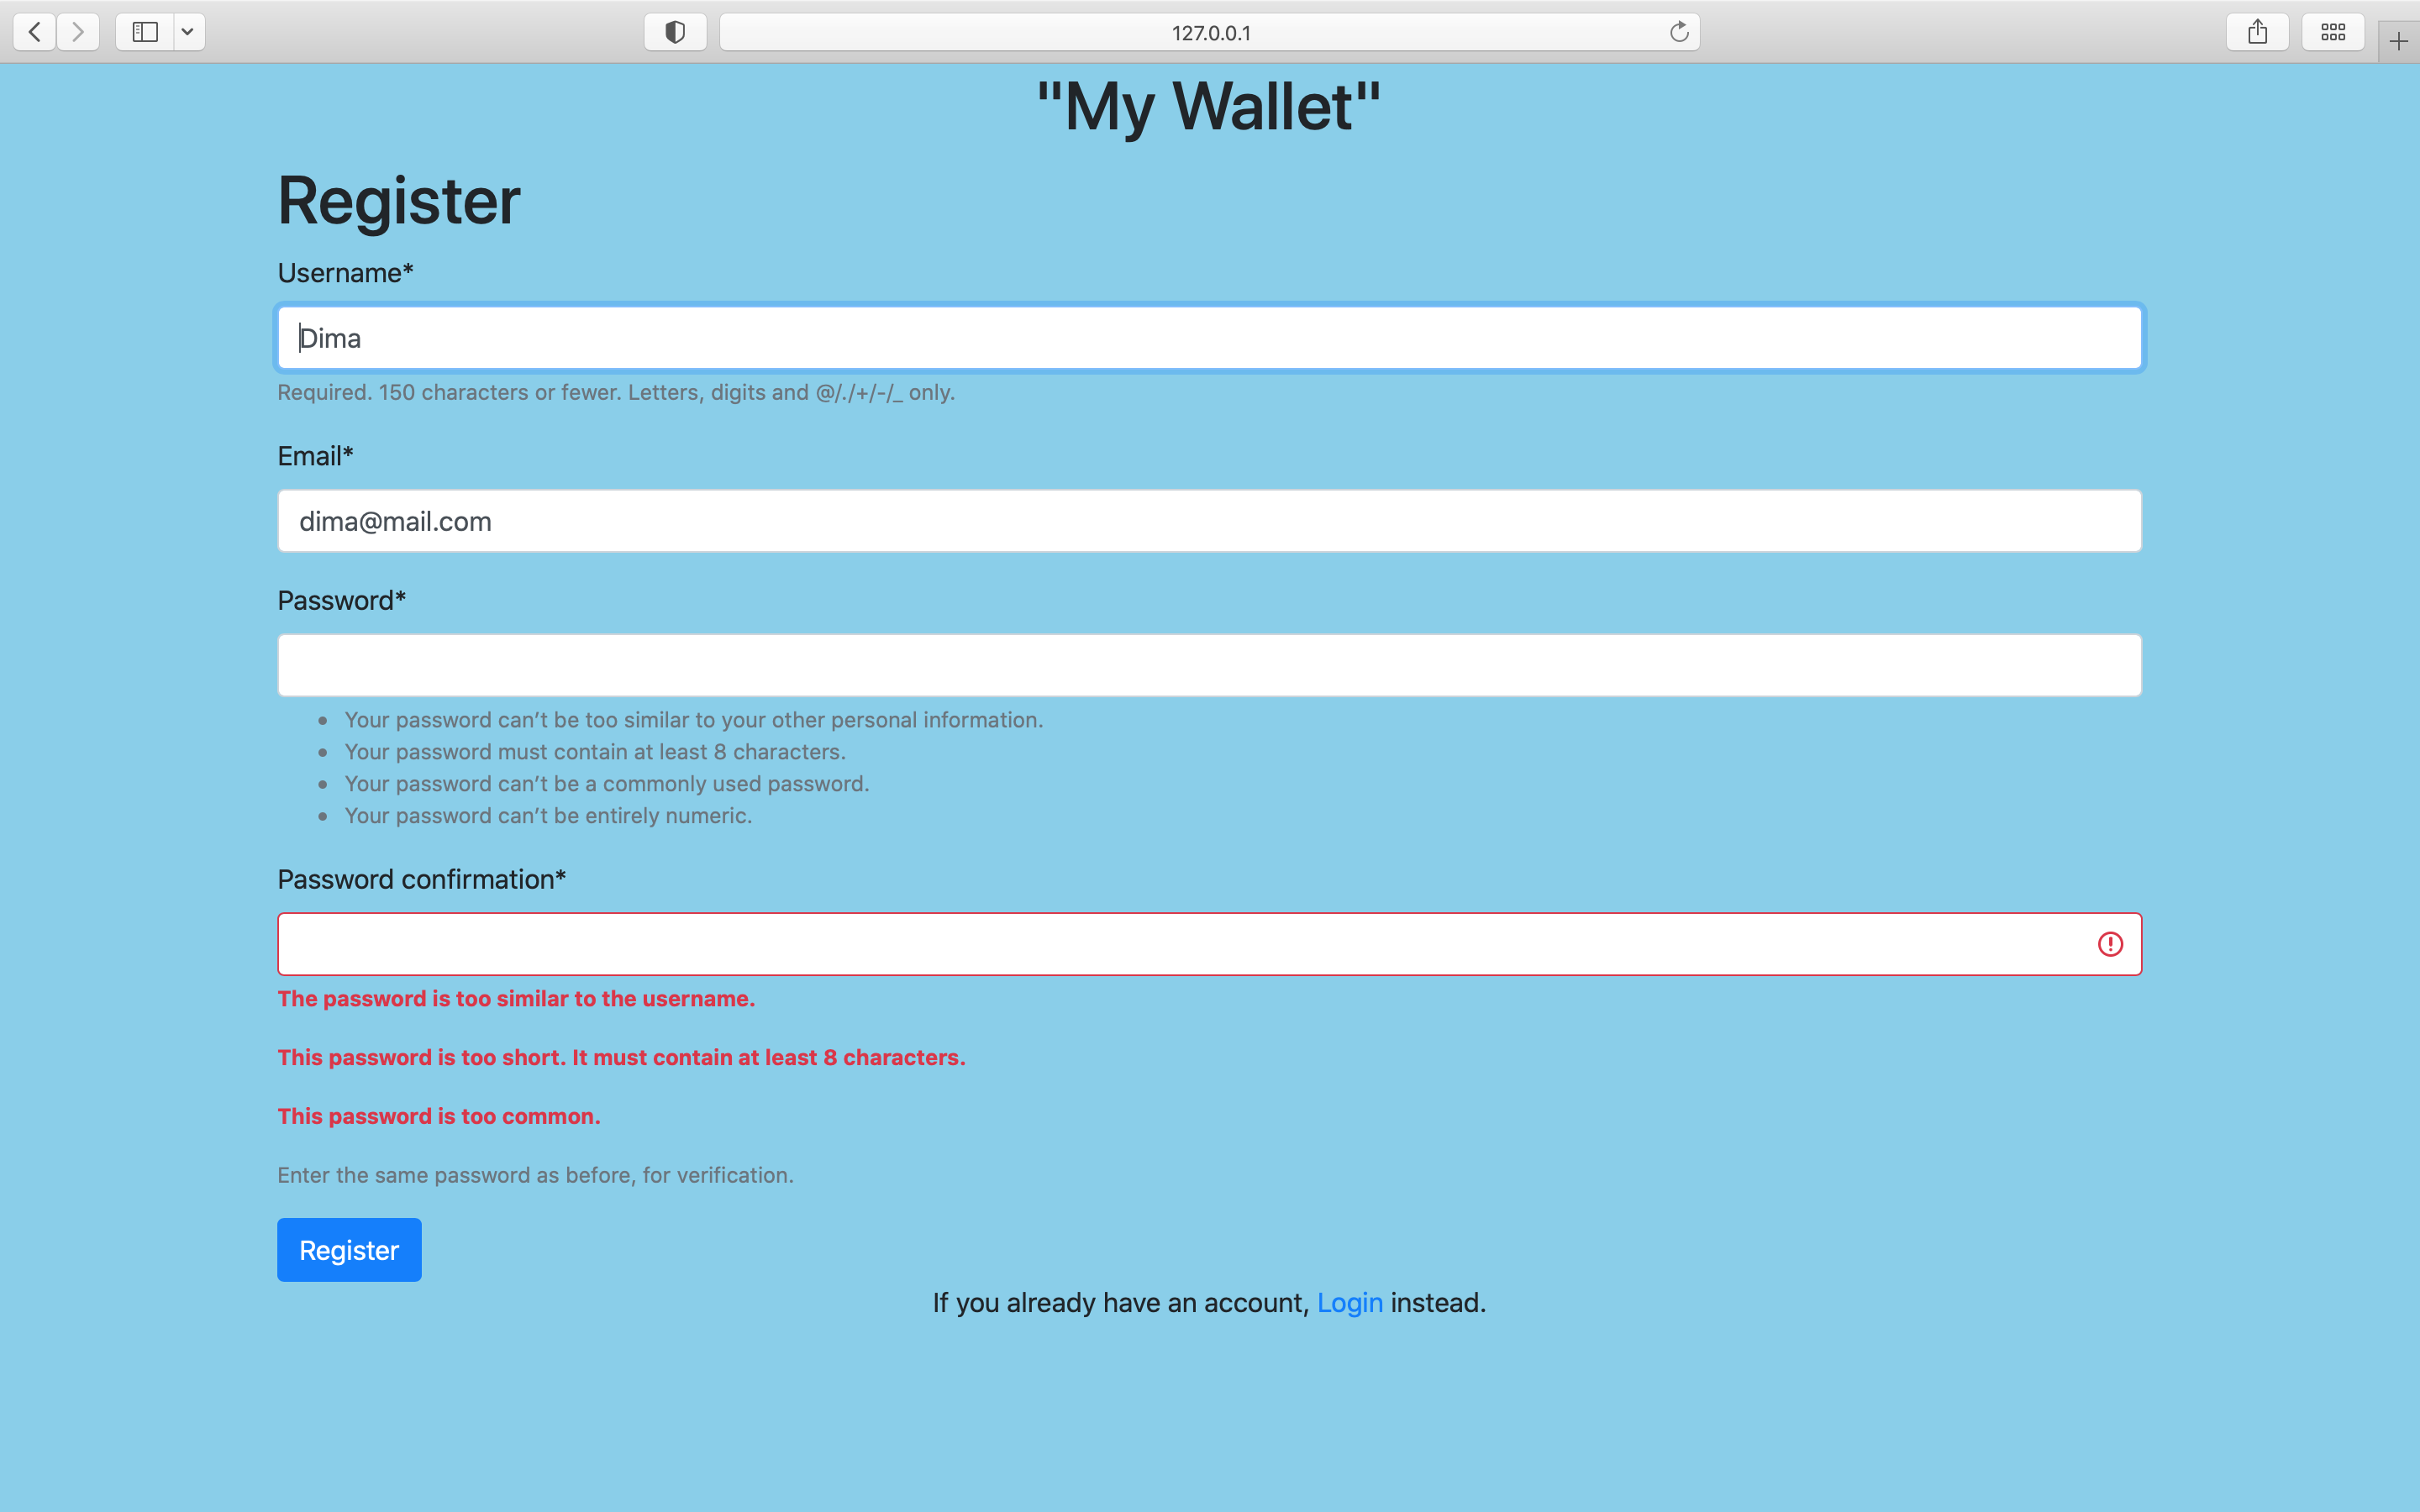 127.0.0.1
"My Wallet"
Register
Username*
Dima
Required. 150 characters or fewer. Letters, digits and @/./+/-/_ only.
Email*
dima@mail.com
Password*
Your password can’t be too similar to your other personal information.
Your password must contain at least 8 characters.
Your password can’t be a commonly used password.
Your password can’t be entirely numeric.
Password confirmation*
The password is too similar to the username.
This password is too short. It must contain at least 8 characters.
This password is too common.
Enter the same password as before, for verification.
Register
If you already have an account, Login instead.